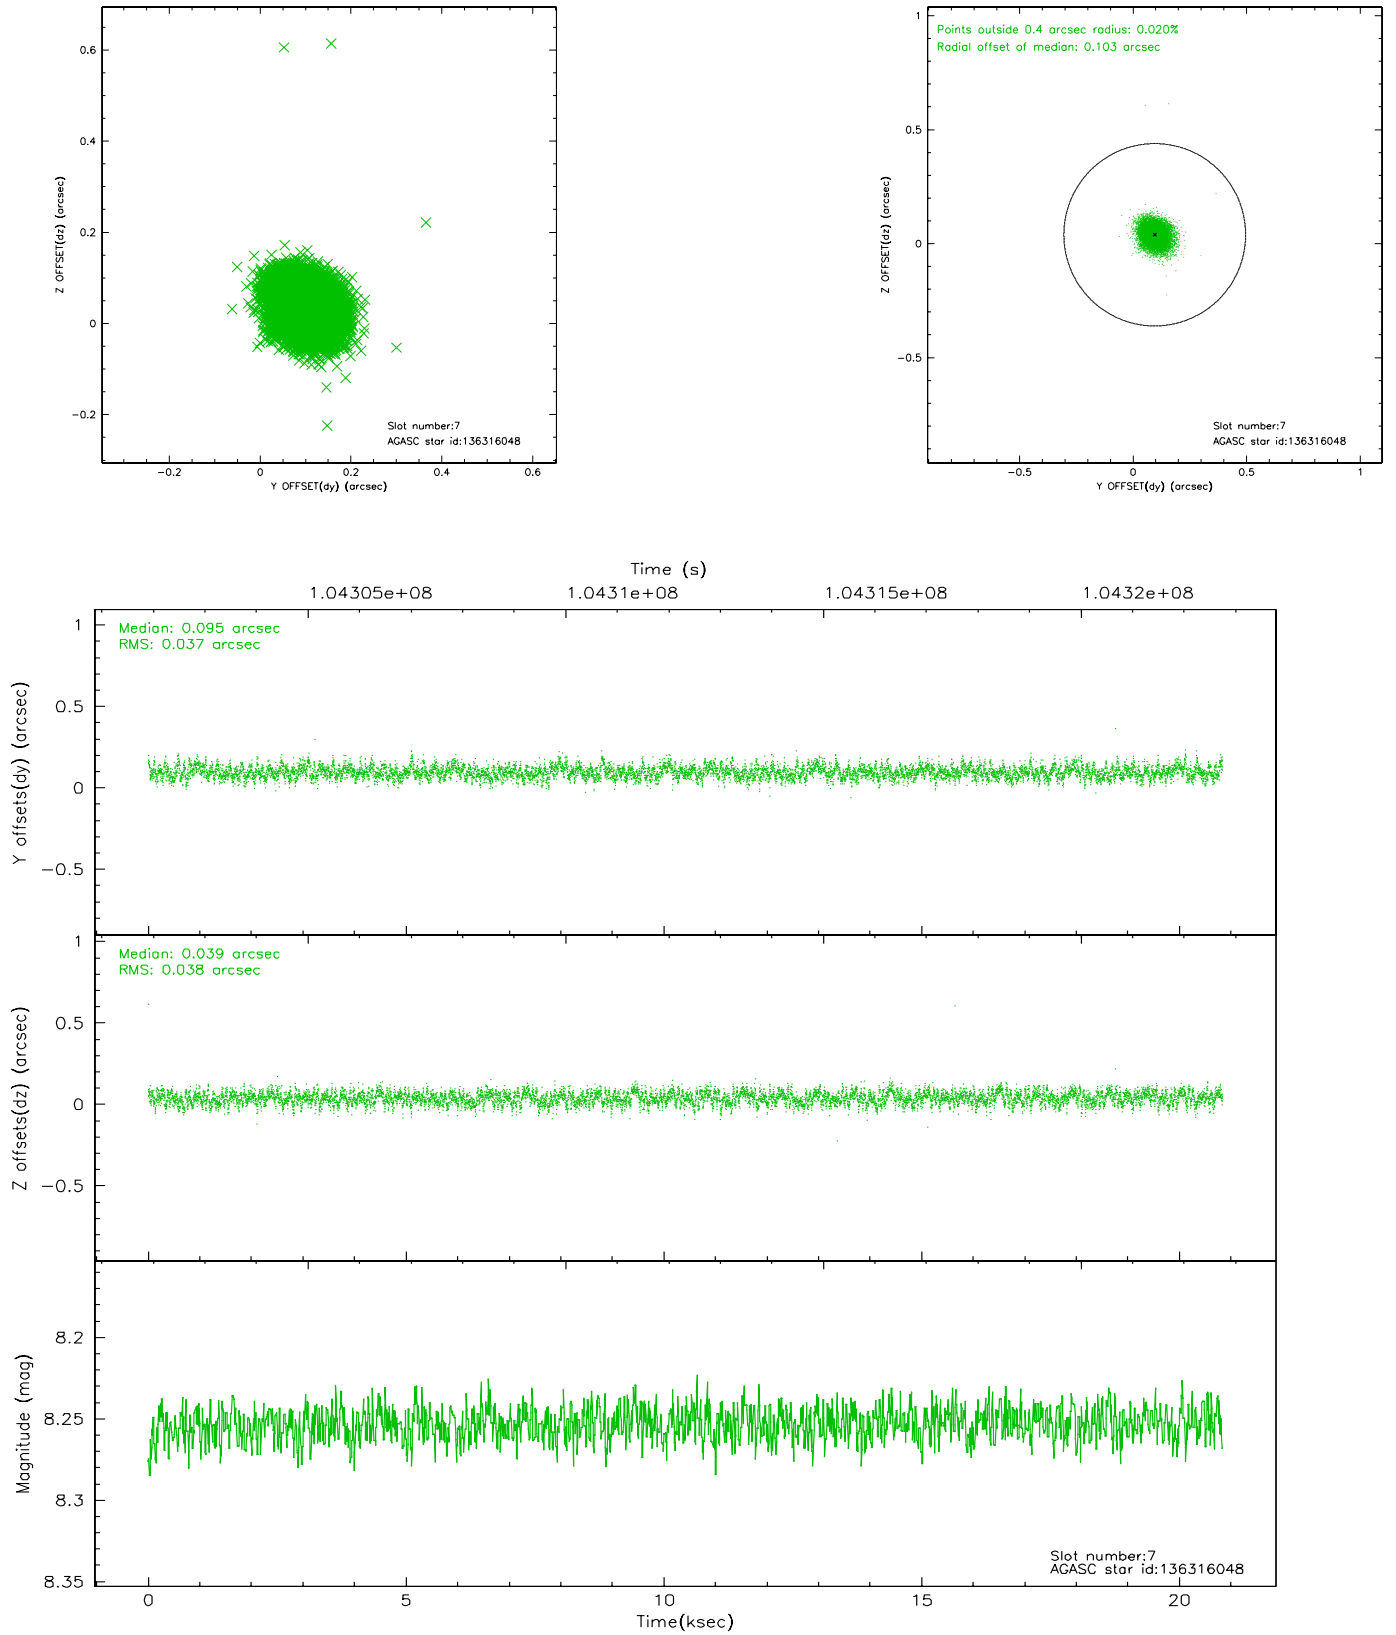 0.6
0.4
0.2
0
−0.2
Z OFFSET(dz) (arcsec)
Slot number:7
AGASC star id:136316048
−0.2 0 0.2 0.4 0.6
Y OFFSET(dy) (arcsec)
Points outside 0.4 arcsec radius: 0.020%
Radial offset of median: 0.103 arcsec
1
0.5
0
−0.5
Z OFFSET(dz) (arcsec)
Slot number:7
AGASC star id:136316048
−0.5 0 0.5 1
Y OFFSET(dy) (arcsec)
Time (s)
1.04305e+08 1.0431e+08 1.04315e+08 1.0432e+08
Median: 0.095 arcsec
RMS: 0.037 arcsec
1
0.5
0
−0.5
Y offsets(dy) (arcsec)
Median: 0.039 arcsec
RMS: 0.038 arcsec
1
0.5
0
−0.5
Z offsets(dz) (arcsec)
8.2
8.25
8.3
8.35
Magnitude (mag)
Slot number:7
AGASC star id:136316048
0 5 10 15 20
Time(ksec)